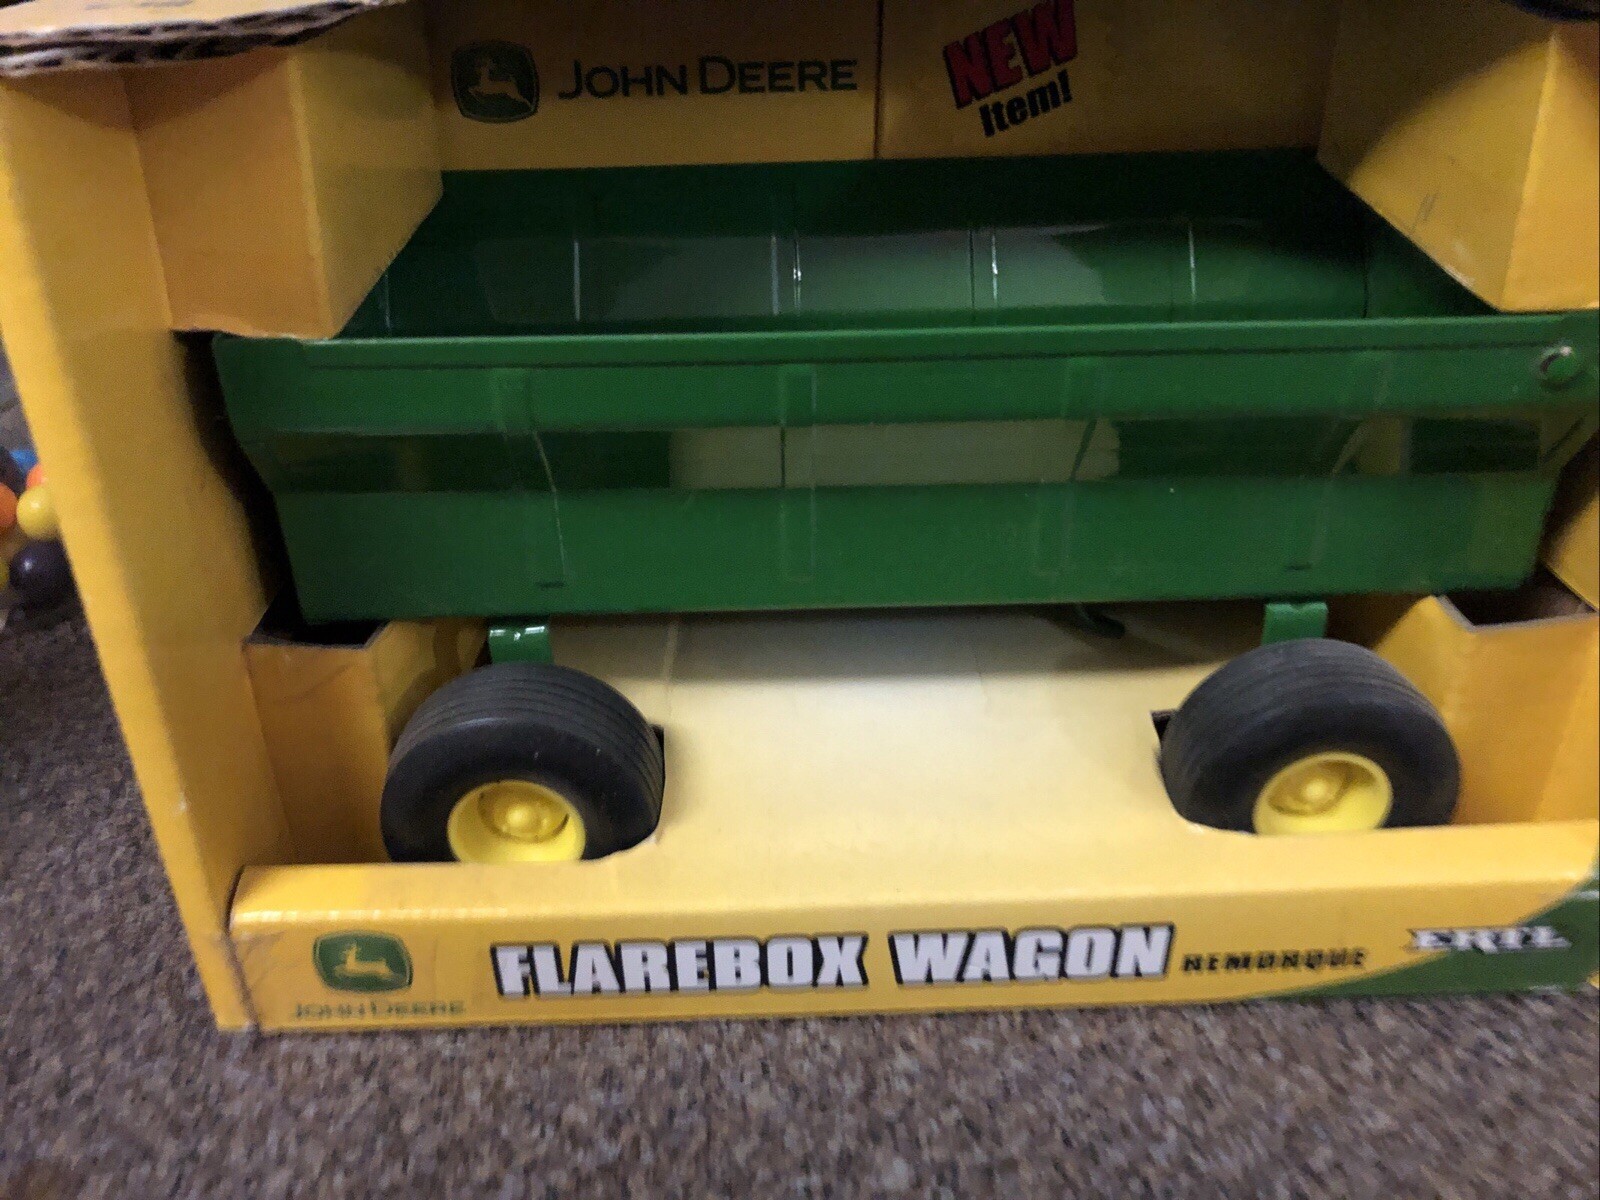 JOHN DEERE
NEW
Item!
JOHN DEERE
FLAREBOX WAGON REMORQUE
ERTL